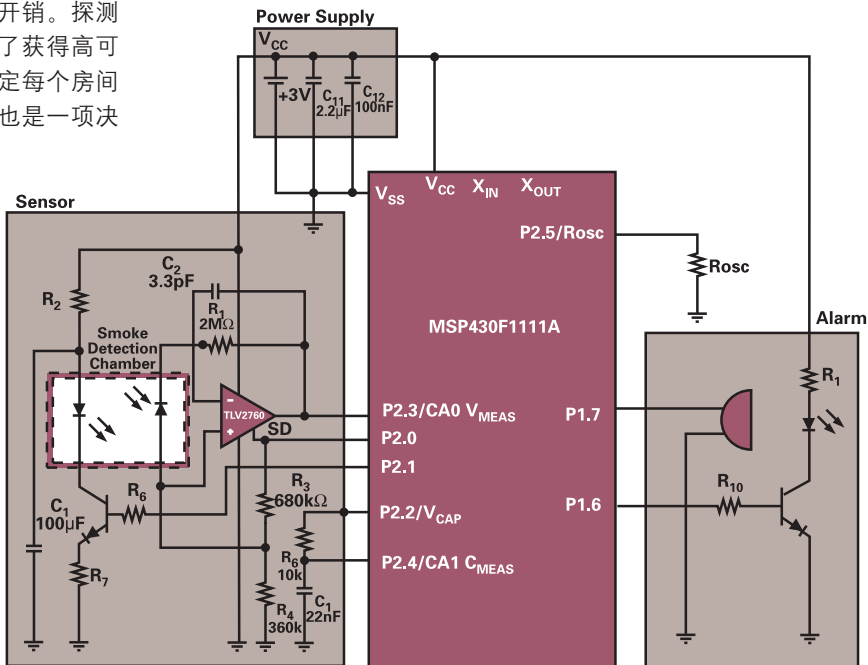 开销。探测
了获得高可
定每个房间
也是一项决
Power Supply
VCC
+3V
C11
2.2μF
C12
100nF
Sensor
VSS
VCC
XIN
XOUT
P2.5/Rosc
Rosc
MSP430F1111A
C2
3.3pF
R2
R1
2MΩ
Smoke
Detection
Chamber
TLV2760
-
+
SD
P2.3/CA0 VMEAS
P2.0
P2.1
P2.2/VCAP
P2.4/CA1 CMEAS
P1.7
P1.6
R3
680kΩ
R6
C1
100μF
R7
R6
10k
R4
360k
C1
22nF
Alarm
R1
R10